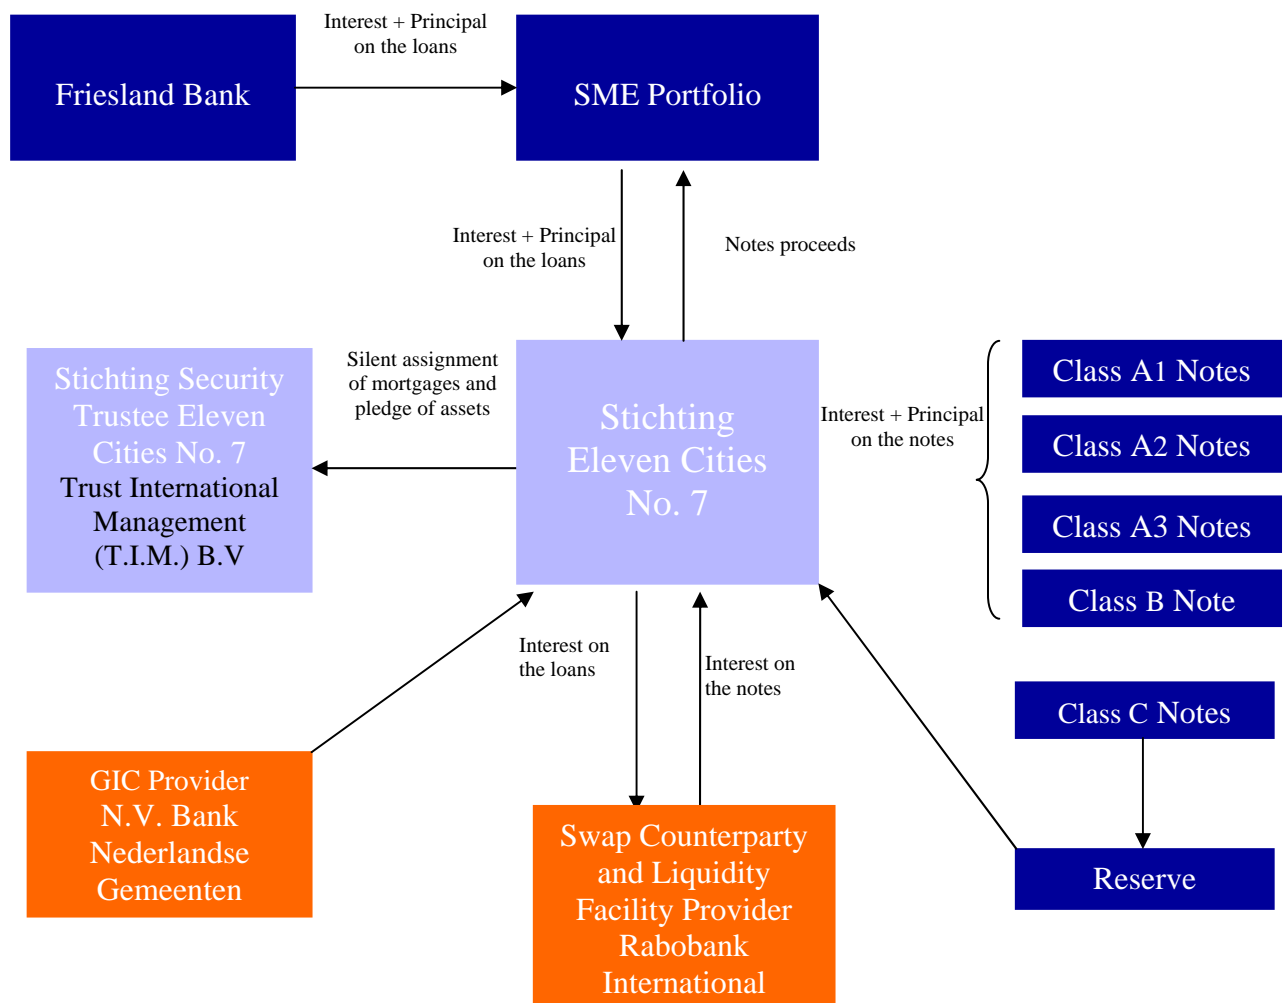 Interest + Principal
on the loans
Friesland Bank
SME Portfolio
Interest + Principal
on the loans
Notes proceeds
Stichting Security
Trustee Eleven
Cities No. 7
Trust International
Management
(T.I.M.) B.V
Silent assignment
of mortgages and
pledge of assets
Stichting
Eleven Cities
No. 7
Interest + Principal
on the notes
Class A1 Notes
Class A2 Notes
Class A3 Notes
Class B Note
Interest on
the loans
Interest on
the notes
Class C Notes
GIC Provider
N.V. Bank
Nederlandse
Gemeenten
Swap Counterparty
and Liquidity
Facility Provider
Rabobank
International
Reserve